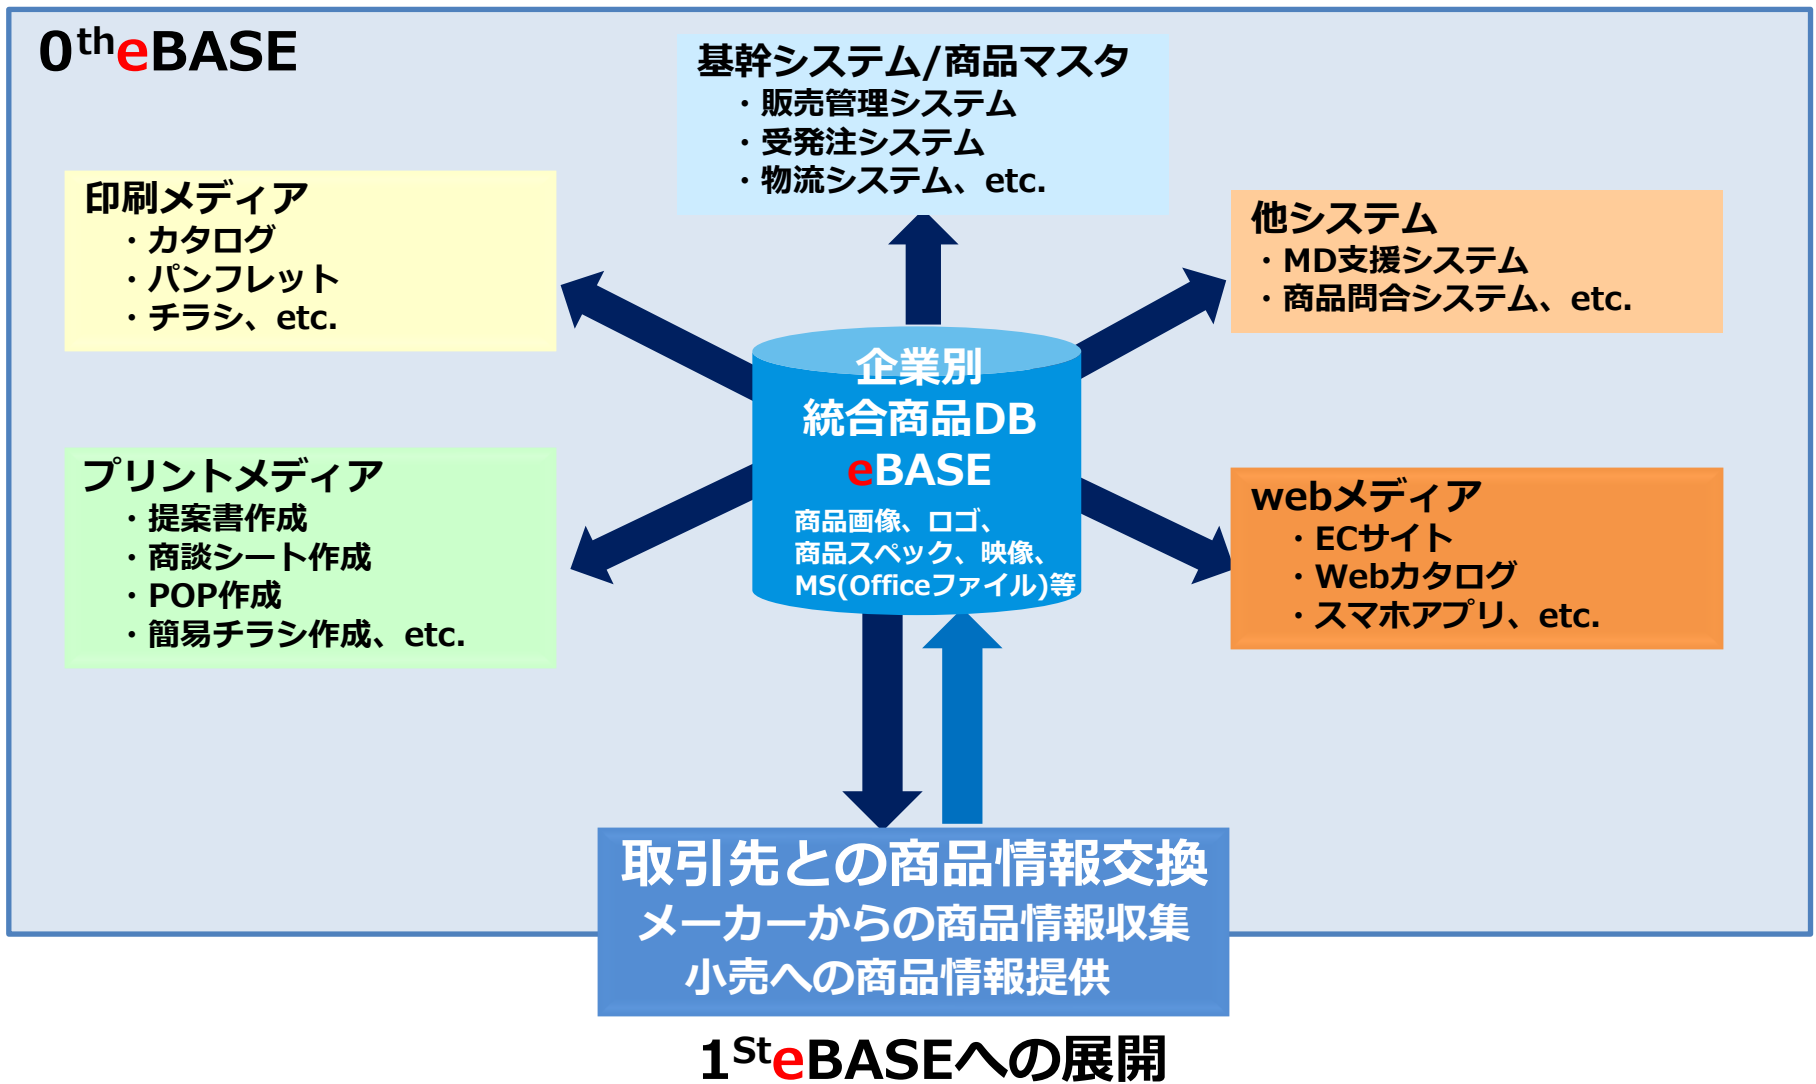 0th eBASE
基幹システム/商品マスタ
・販売管理システム
・受発注システム
・物流システム、etc.
印刷メディア
・カタログ
・パンフレット
・チラシ、etc.
他システム
・MD支援システム
・商品問合システム、etc.
企業別
統合商品DB
eBASE
商品画像、ロゴ、
商品スペック、映像、
MS(Officeファイル)等
プリントメディア
・提案書作成
・商談シート作成
・POP作成
・簡易チラシ作成、etc.
webメディア
・ECサイト
・Webカタログ
・スマホアプリ、etc.
取引先との商品情報交換
メーカーからの商品情報収集
小売への商品情報提供
1St eBASEへの展開